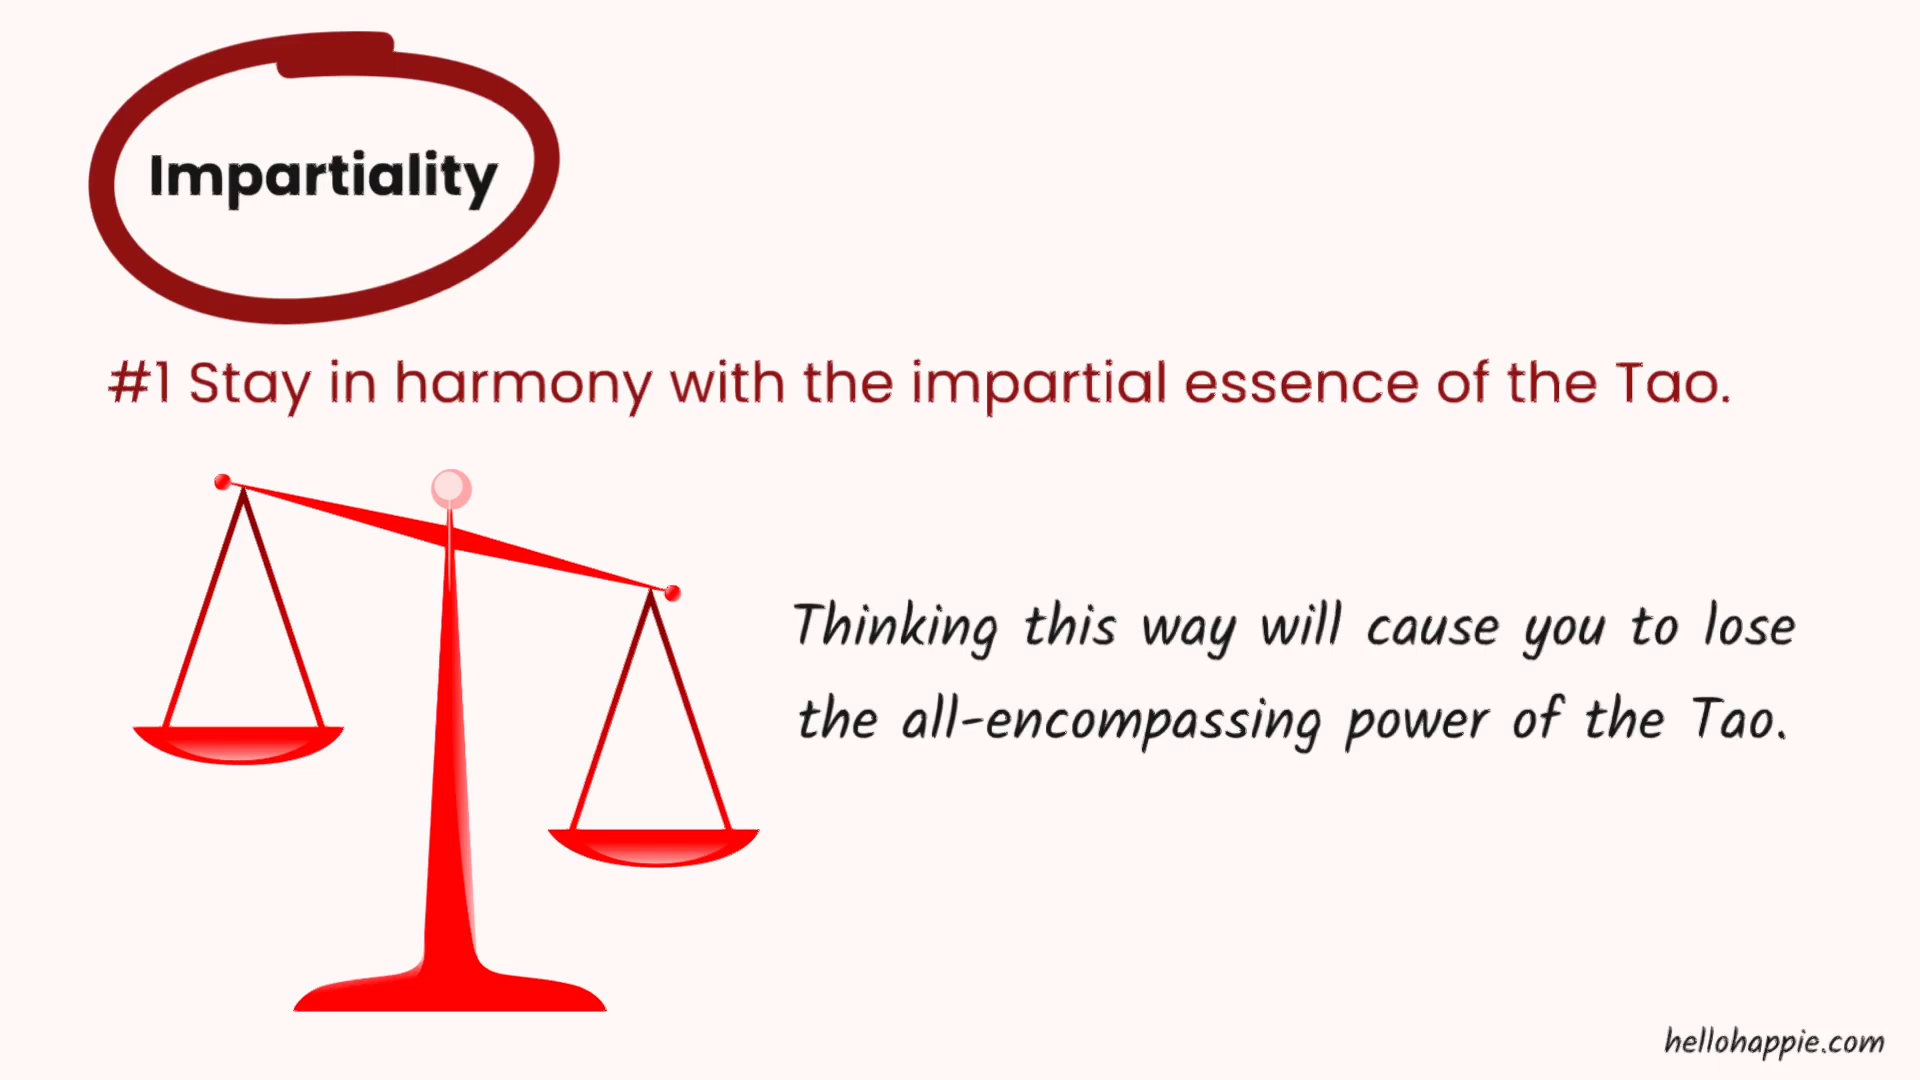 Impartiality
#1 Stay in harmony with the impartial essence of the Tao.
Thinking this way will cause you to lose
the all-encompassing power of the Tao.
hellohappie.com